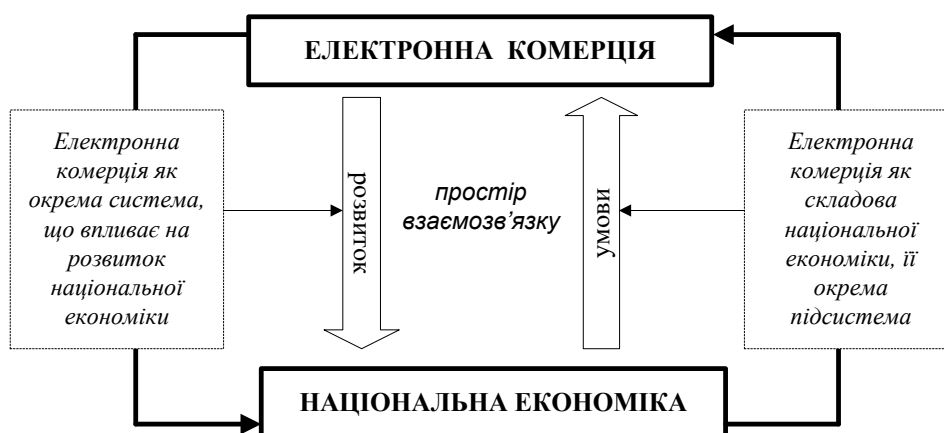 ЕЛЕКТРОННА КОМЕРЦІЯ
Електронна
комерція як
окрема система,
що впливає на
розвиток
національної
економіки
розвиток
простір
взаємозв’язку
умови
Електронна
комерція як
складова
національної
економіки, її
окрема
підсистема
НАЦІОНАЛЬНА ЕКОНОМІКА